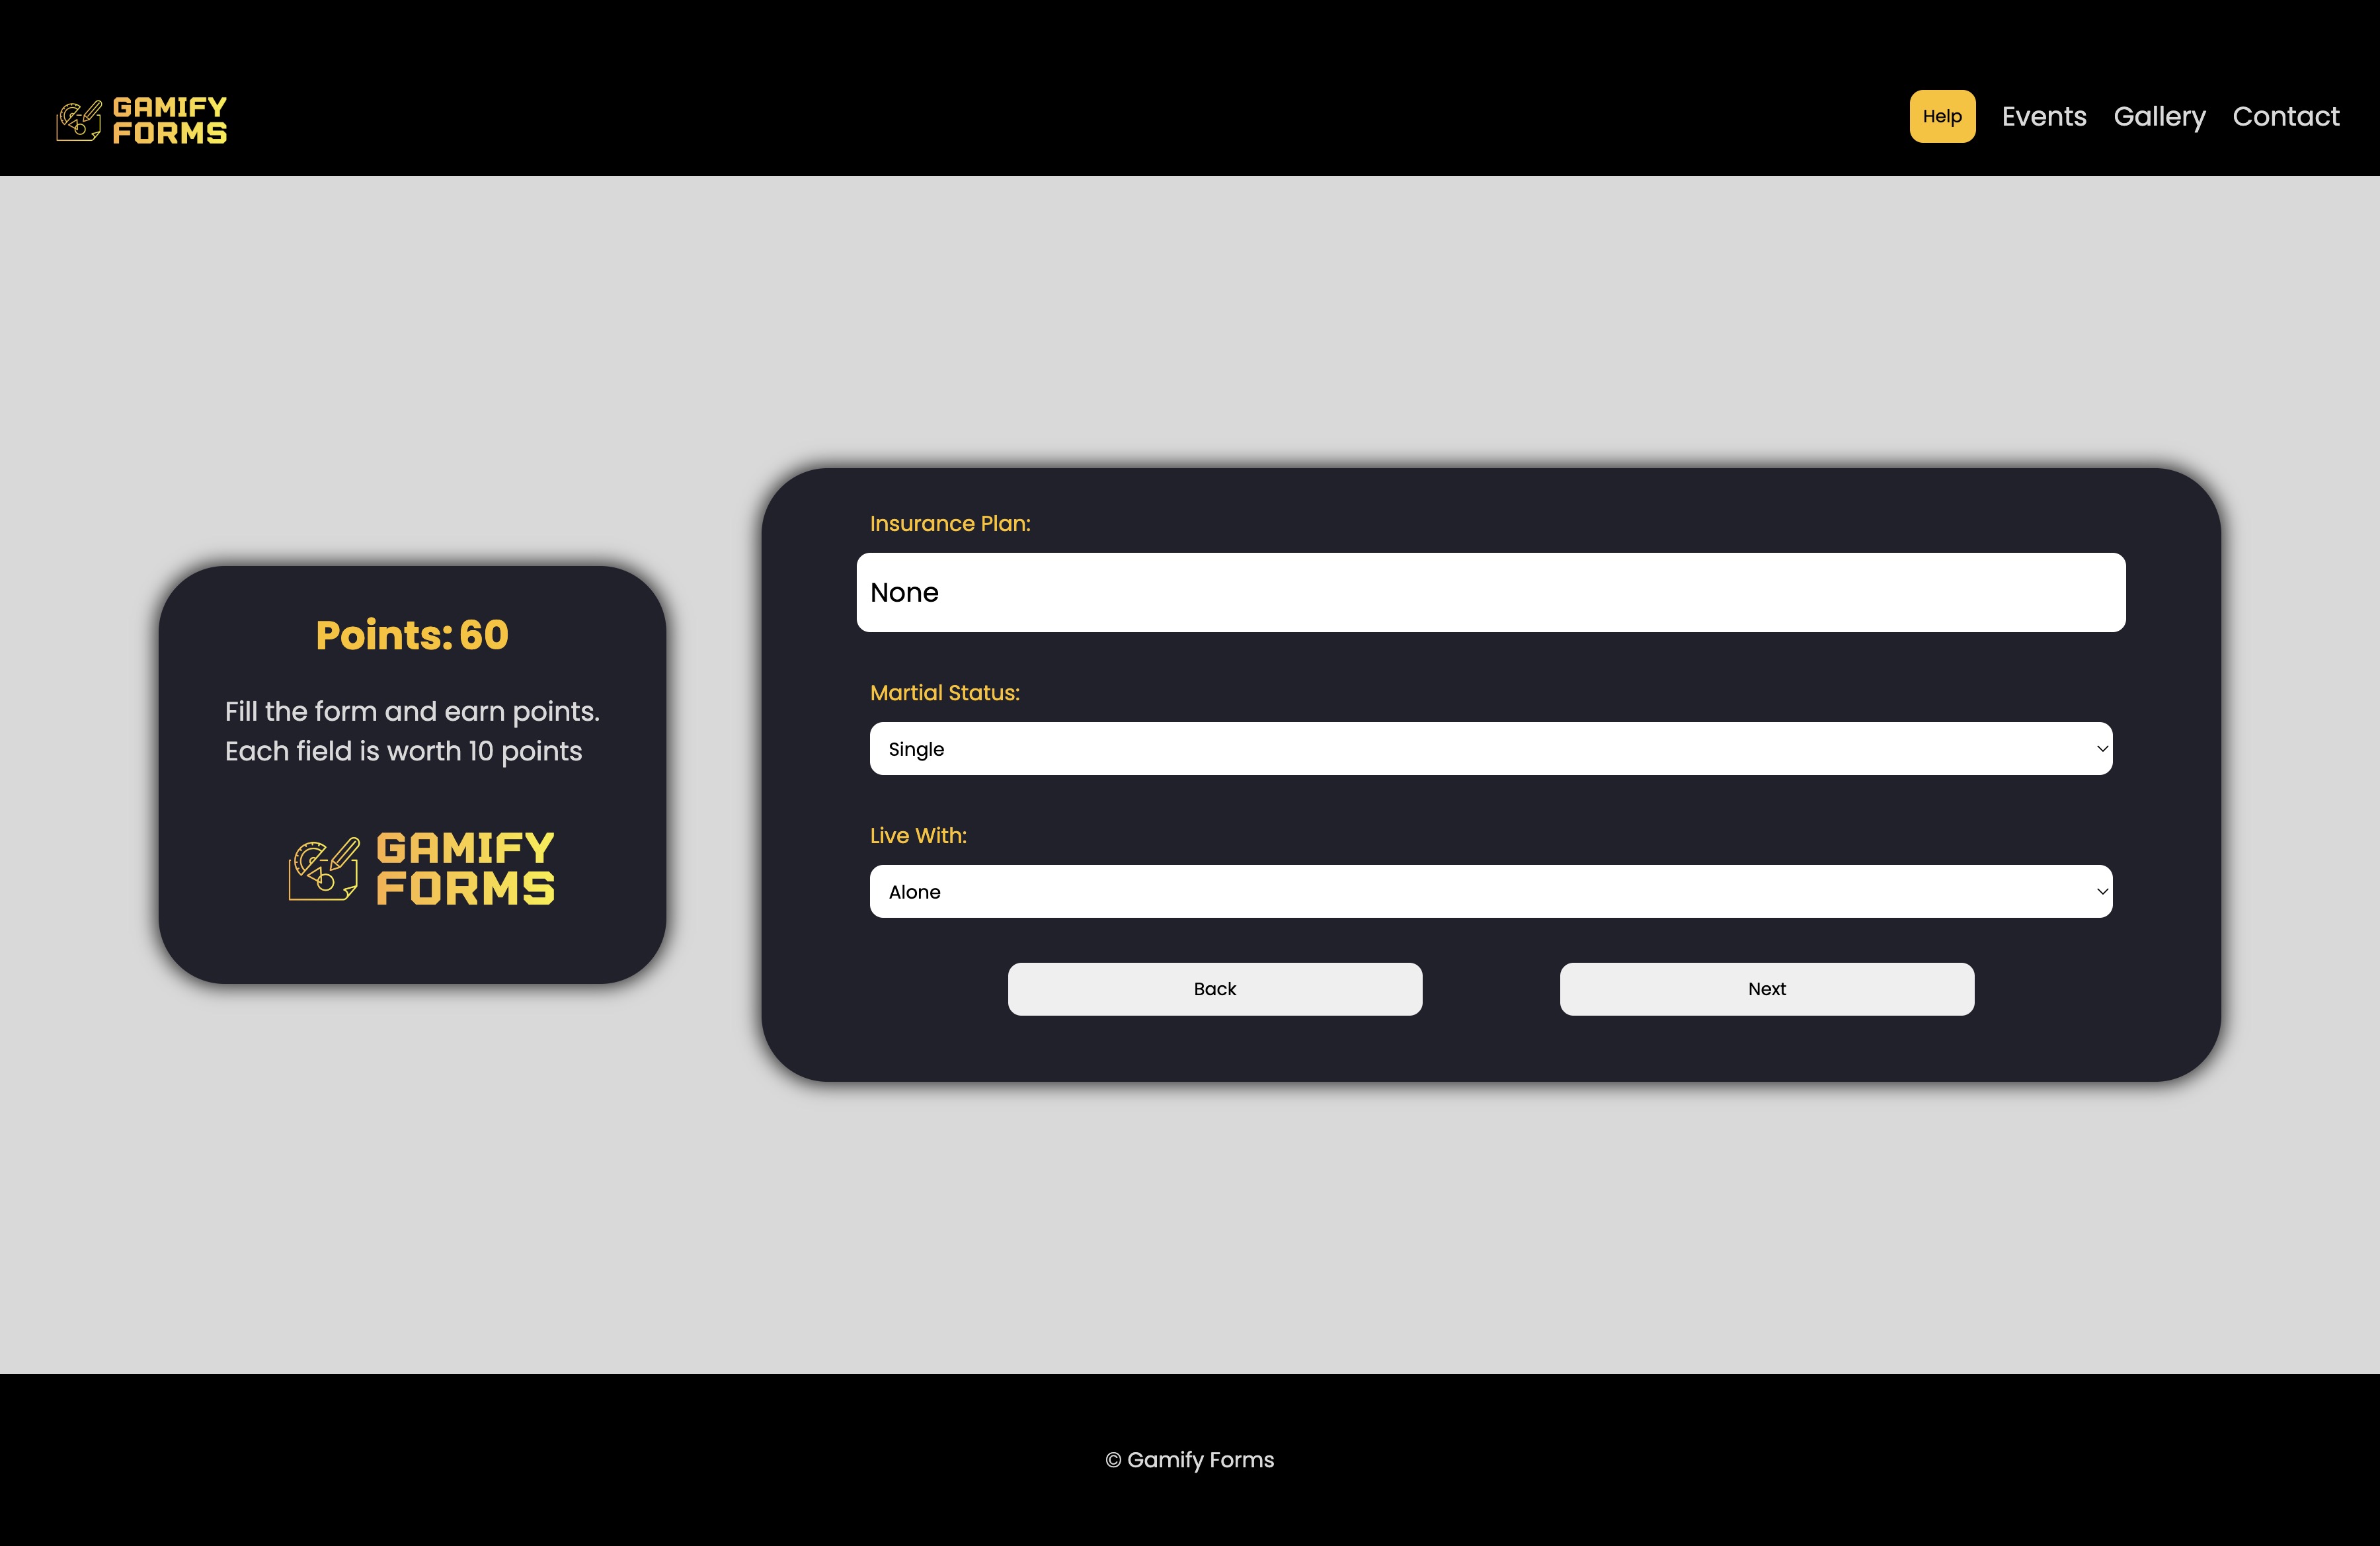 GAMIFY
FORMS
Help Events Gallery Contact
Points: 60
Fill the form and earn points.
Each field is worth 10 points
GAMIFY
FORMS
Insurance Plan:
None
Martial Status:
Single
Live With:
Alone
Back Next
© Gamify Forms